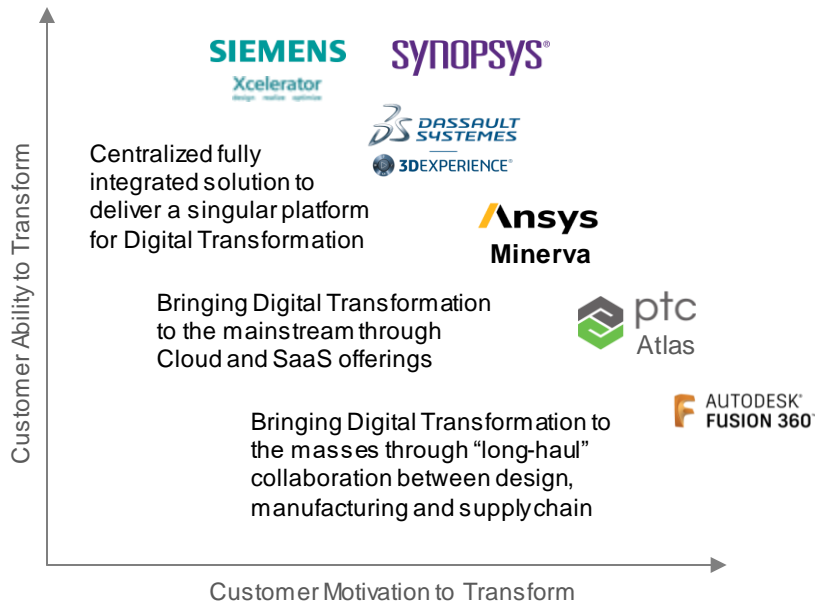 SIEMENS
Xcelerator
design realize optimize
SYNOPSYS®
DASSAULT
SYSTEMES
3DEXPERIENCE®
Centralized fully
integrated solution to
deliver a singular platform
for Digital Transformation
Ansys
Minerva
Bringing Digital Transformation
to the mainstream through
Cloud and SaaS offerings
ptc
Atlas
Bringing Digital Transformation to
the masses through “long-haul”
collaboration between design,
manufacturing and supply chain
AUTODESK®
FUSION 360™
Customer Ability to Transform
Customer Motivation to Transform